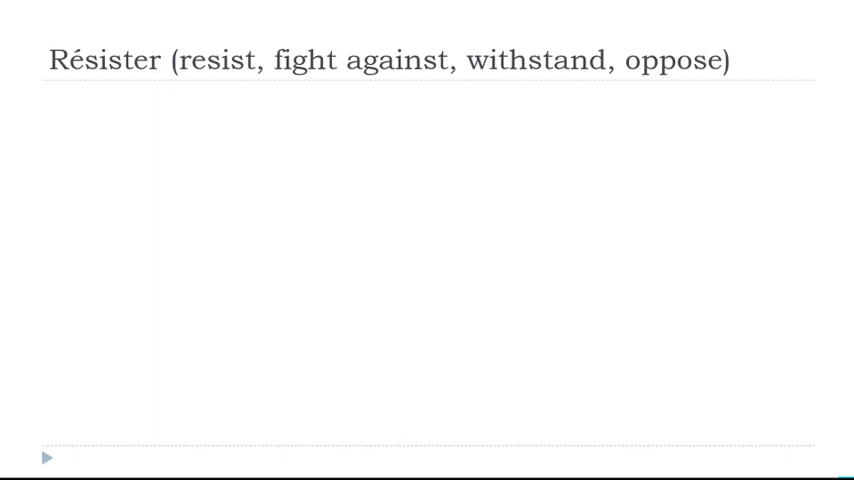 Résister (resist, fight against, withstand, oppose)